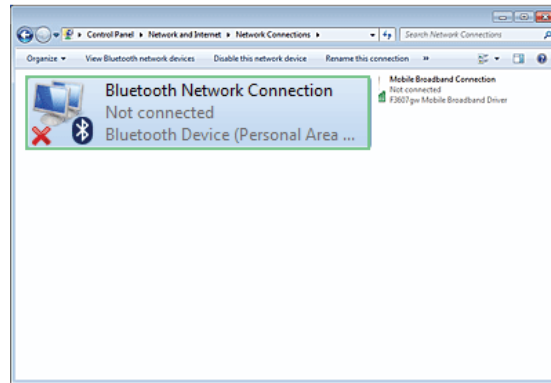 Control Panel ▸ Network and Internet ▸ Network Connections ▸
Search Network Connections
Organize
View Bluetooth network devices
Disable this network device
Rename this connection
»
Bluetooth Network Connection
Not connected
Bluetooth Device (Personal Area ...
Mobile Broadband Connection
Not connected
F3607gw Mobile Broadband Driver